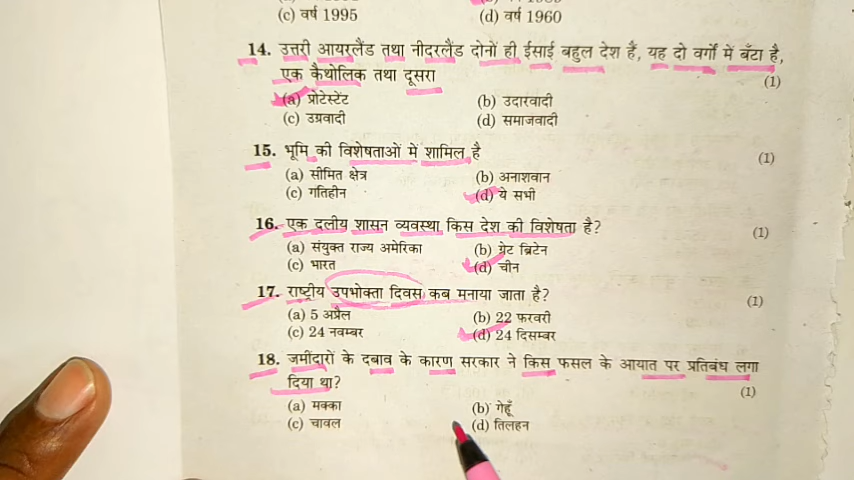 (c) वर्ष 1995 (d) वर्ष 1960
14. उत्तरी आयरलैंड तथा नीदरलैंड दोनों ही ईसाई बहुल देश हैं, यह दो वर्गों में बँटा है,
एक कैथोलिक तथा दूसरा (1)
(a) प्रोटेस्टेंट (b) उदारवादी
(c) उग्रवादी (d) समाजवादी
15. भूमि की विशेषताओं में शामिल है (1)
(a) सीमित क्षेत्र (b) अनाशवान
(c) गतिहीन (d) ये सभी
16. एक दलीय शासन व्यवस्था किस देश की विशेषता है? (1)
(a) संयुक्त राज्य अमेरिका (b) ग्रेट ब्रिटेन
(c) भारत (d) चीन
17. राष्ट्रीय उपभोक्ता दिवस कब मनाया जाता है? (1)
(a) 5 अप्रैल (b) 22 फरवरी
(c) 24 नवम्बर (d) 24 दिसम्बर
18. जमींदारों के दबाव के कारण सरकार ने किस फसल के आयात पर प्रतिबंध लगा
दिया था? (1)
(a) मक्का (b) गेहूँ
(c) चावल (d) तिलहन